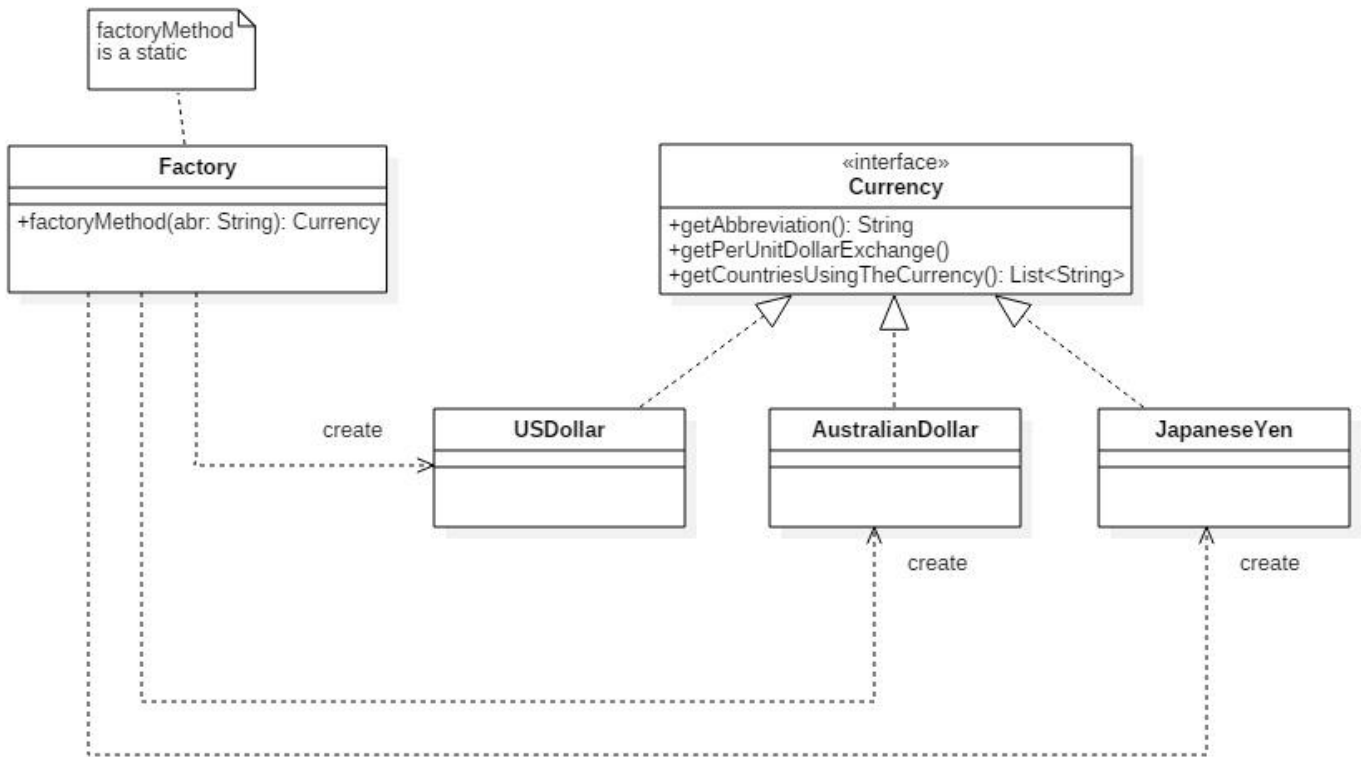 factoryMethod
is a static
Factory
+factoryMethod(abr: String): Currency
«interface»
Currency
+getAbbreviation(): String
+getPerUnitDollarExchange()
+getCountriesUsingTheCurrency(): List<String>
create
USDollar
AustralianDollar
JapaneseYen
create
create